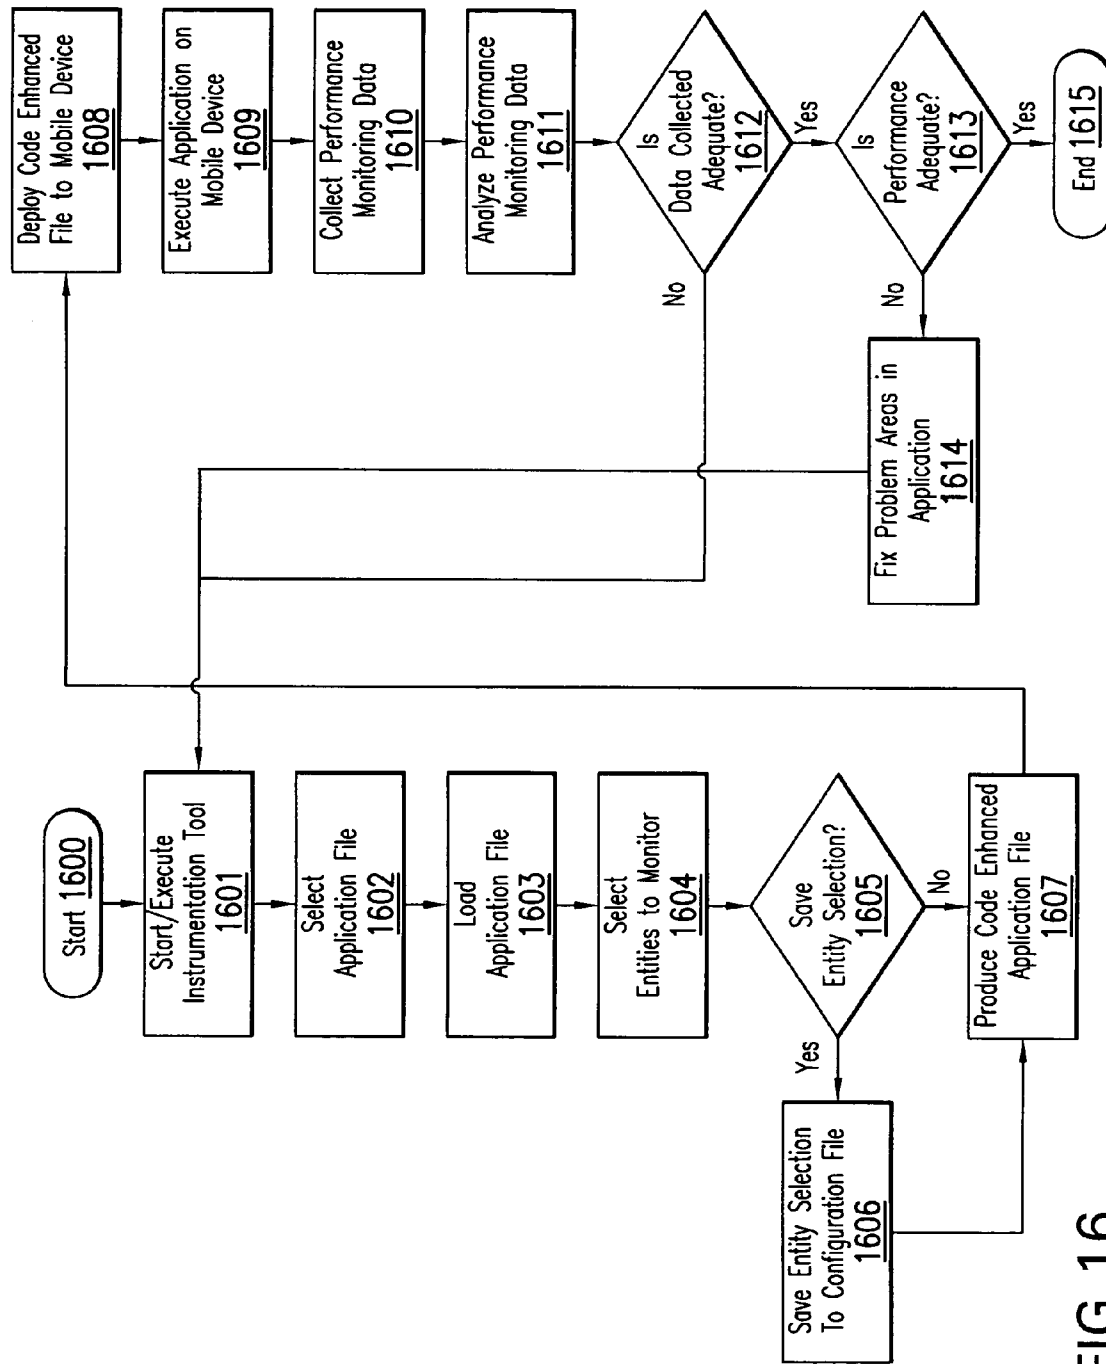 Start 1600
Start/Execute
Instrumentation Tool
1601
Select
Application File
1602
Load
Application File
1603
Select
Entities to Monitor
1604
Save
Entity Selection?
1605
Yes
No
Save Entity Selection
To Configuration File
1606
Produce Code Enhanced
Application File
1607
Deploy Code Enhanced
File to Mobile Device
1608
Execute Application on
Mobile Device
1609
Collect Performance
Monitoring Data
1610
Analyze Performance
Monitoring Data
1611
Is
Data Collected
Adequate?
1612
No
Yes
Is
Performance
Adequate?
1613
No
Yes
Fix Problem Areas in
Application
1614
End 1615
FIG. 16